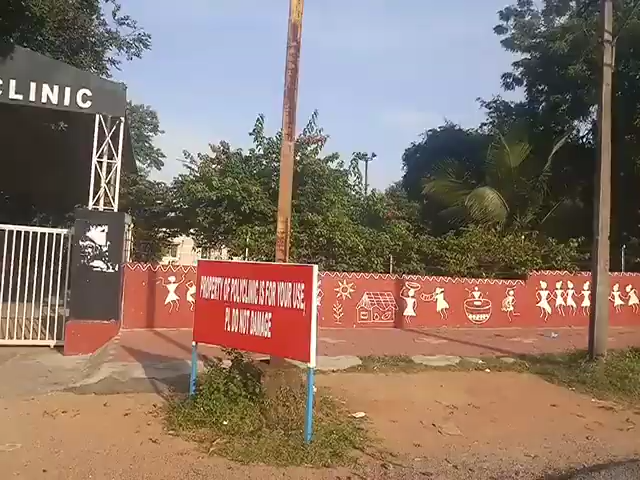 CLINIC
PROPERTY OF POLYCLINIC IS FOR YOUR USE,
PL DO NOT DAMAGE